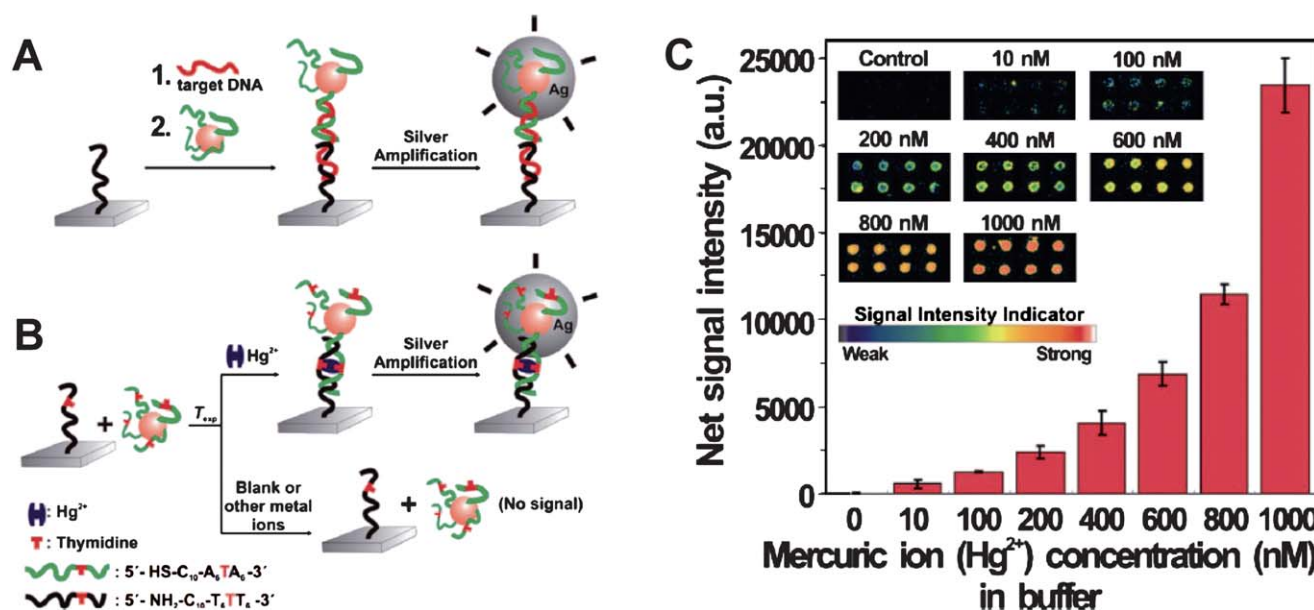 A
1.
target DNA
2.
Silver
Amplification
Ag
B
Hg²⁺
Silver
Amplification
Ag
+
T_exp
Blank or
other metal
ions
+
(No signal)
: Hg²⁺
: Thymidine
: 5´- HS-C₁₀-A₆TA₆-3´
: 5´- NH₂-C₁₀-T₆TT₆ -3´
C
Net signal intensity (a.u.)
25000
20000
15000
10000
5000
0
Control
10 nM
100 nM
200 nM
400 nM
600 nM
800 nM
1000 nM
Signal Intensity Indicator
Weak
Strong
0 10 100 200 400 600 800 1000
Mercuric ion (Hg²⁺) concentration (nM)
in buffer